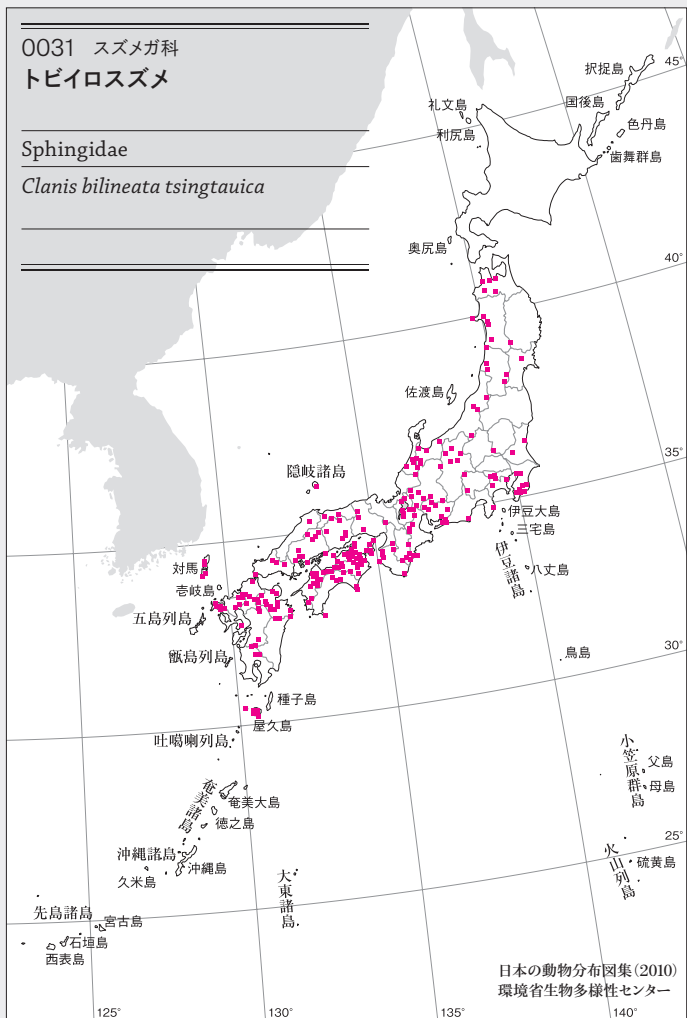 0031 スズメガ科
トビイロスズメ
Sphingidae
Clanis bilineata tsingtauica
択捉島
45°
礼文島
国後島
色丹島
利尻島
歯舞群島
奥尻島
40°
佐渡島
35°
隠岐諸島
伊豆大島
三宅島
伊豆諸島
八丈島
対馬
壱岐島
五島列島
甑島列島
鳥島
30°
種子島
屋久島
吐噶喇列島
小笠原群島
父島
母島
奄美諸島
奄美大島
徳之島
25°
沖縄諸島
沖縄島
久米島
大東諸島
火山列島
硫黄島
先島諸島
宮古島
石垣島
西表島
日本の動物分布図集(2010)
環境省生物多様性センター
125°
130°
135°
140°